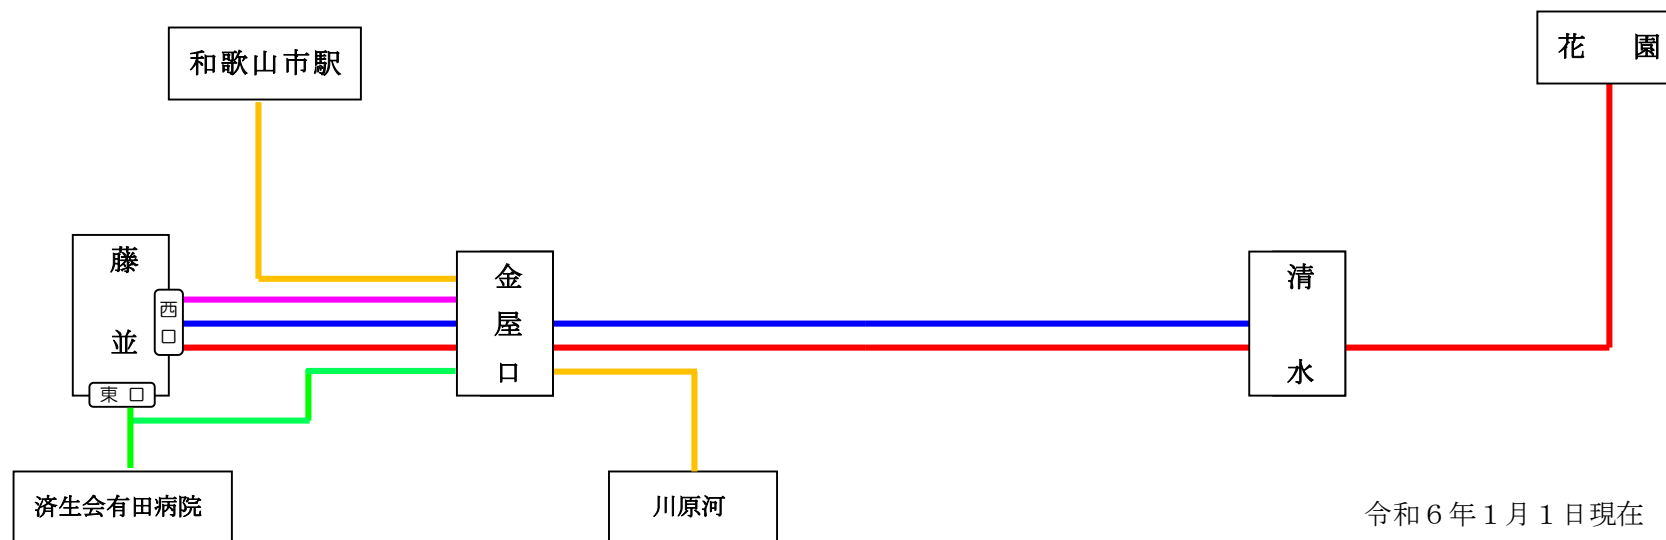 和歌山市駅
花　園
藤並
西口
東口
金屋口
清水
済生会有田病院
川原河
令和６年１月１日現在